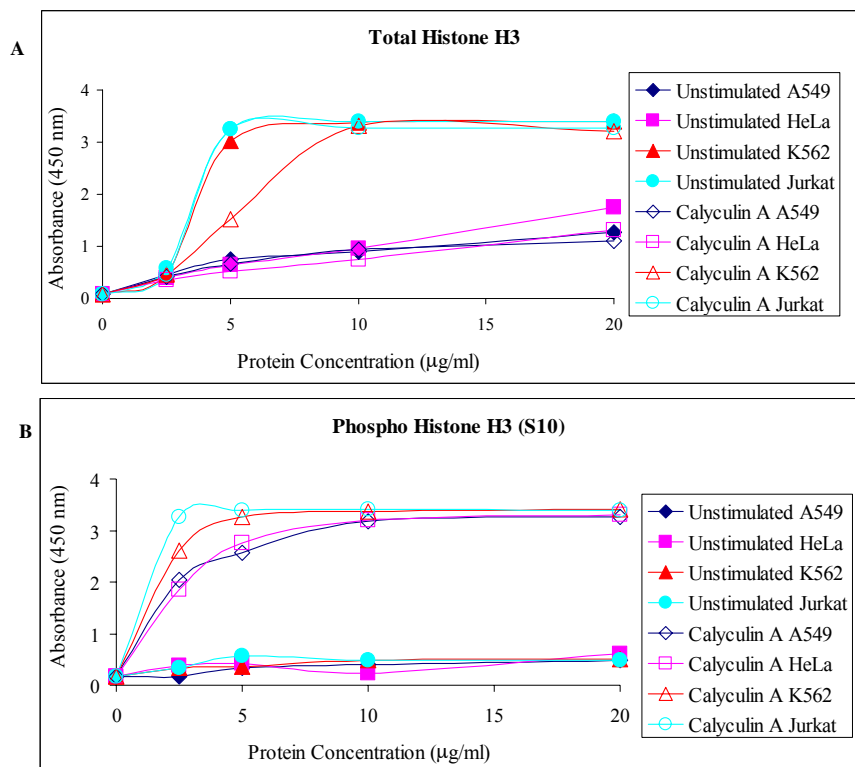 A
Total Histone H3
Absorbance (450 nm)
4
3
2
1
0
0
5
10
15
20
Protein Concentration (μg/ml)
Unstimulated A549
Unstimulated HeLa
Unstimulated K562
Unstimulated Jurkat
Calyculin A A549
Calyculin A HeLa
Calyculin A K562
Calyculin A Jurkat
B
Phospho Histone H3 (S10)
Absorbance (450 nm)
4
3
2
1
0
0
5
10
15
20
Protein Concentration (μg/ml)
Unstimulated A549
Unstimulated HeLa
Unstimulated K562
Unstimulated Jurkat
Calyculin A A549
Calyculin A HeLa
Calyculin A K562
Calyculin A Jurkat